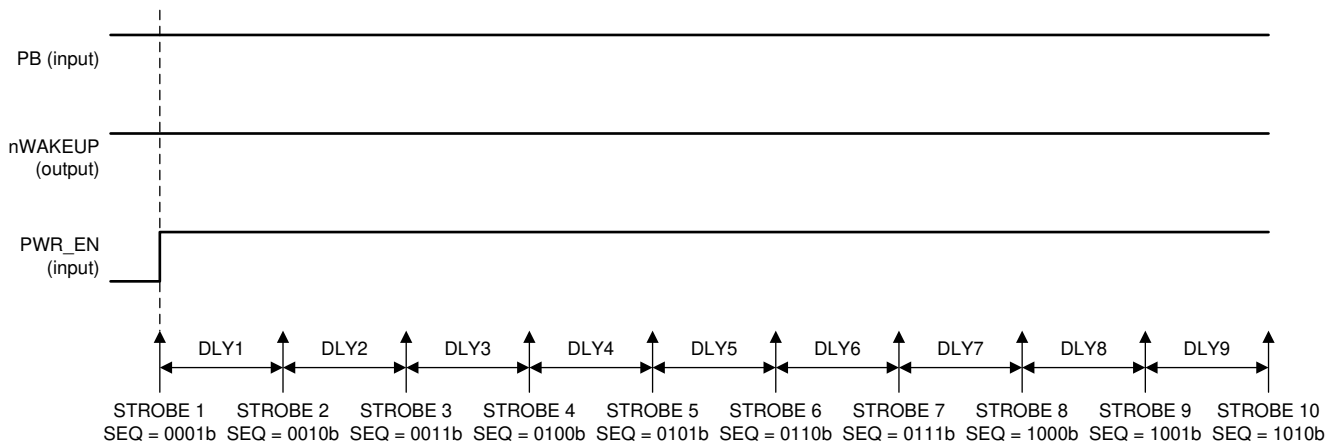 PB (input)
nWAKEUP
(output)
PWR_EN
(input)
DLY1 DLY2 DLY3 DLY4 DLY5 DLY6 DLY7 DLY8 DLY9
STROBE 1 STROBE 2 STROBE 3 STROBE 4 STROBE 5 STROBE 6 STROBE 7 STROBE 8 STROBE 9 STROBE 10
SEQ = 0001b SEQ = 0010b SEQ = 0011b SEQ = 0100b SEQ = 0101b SEQ = 0110b SEQ = 0111b SEQ = 1000b SEQ = 1001b SEQ = 1010b